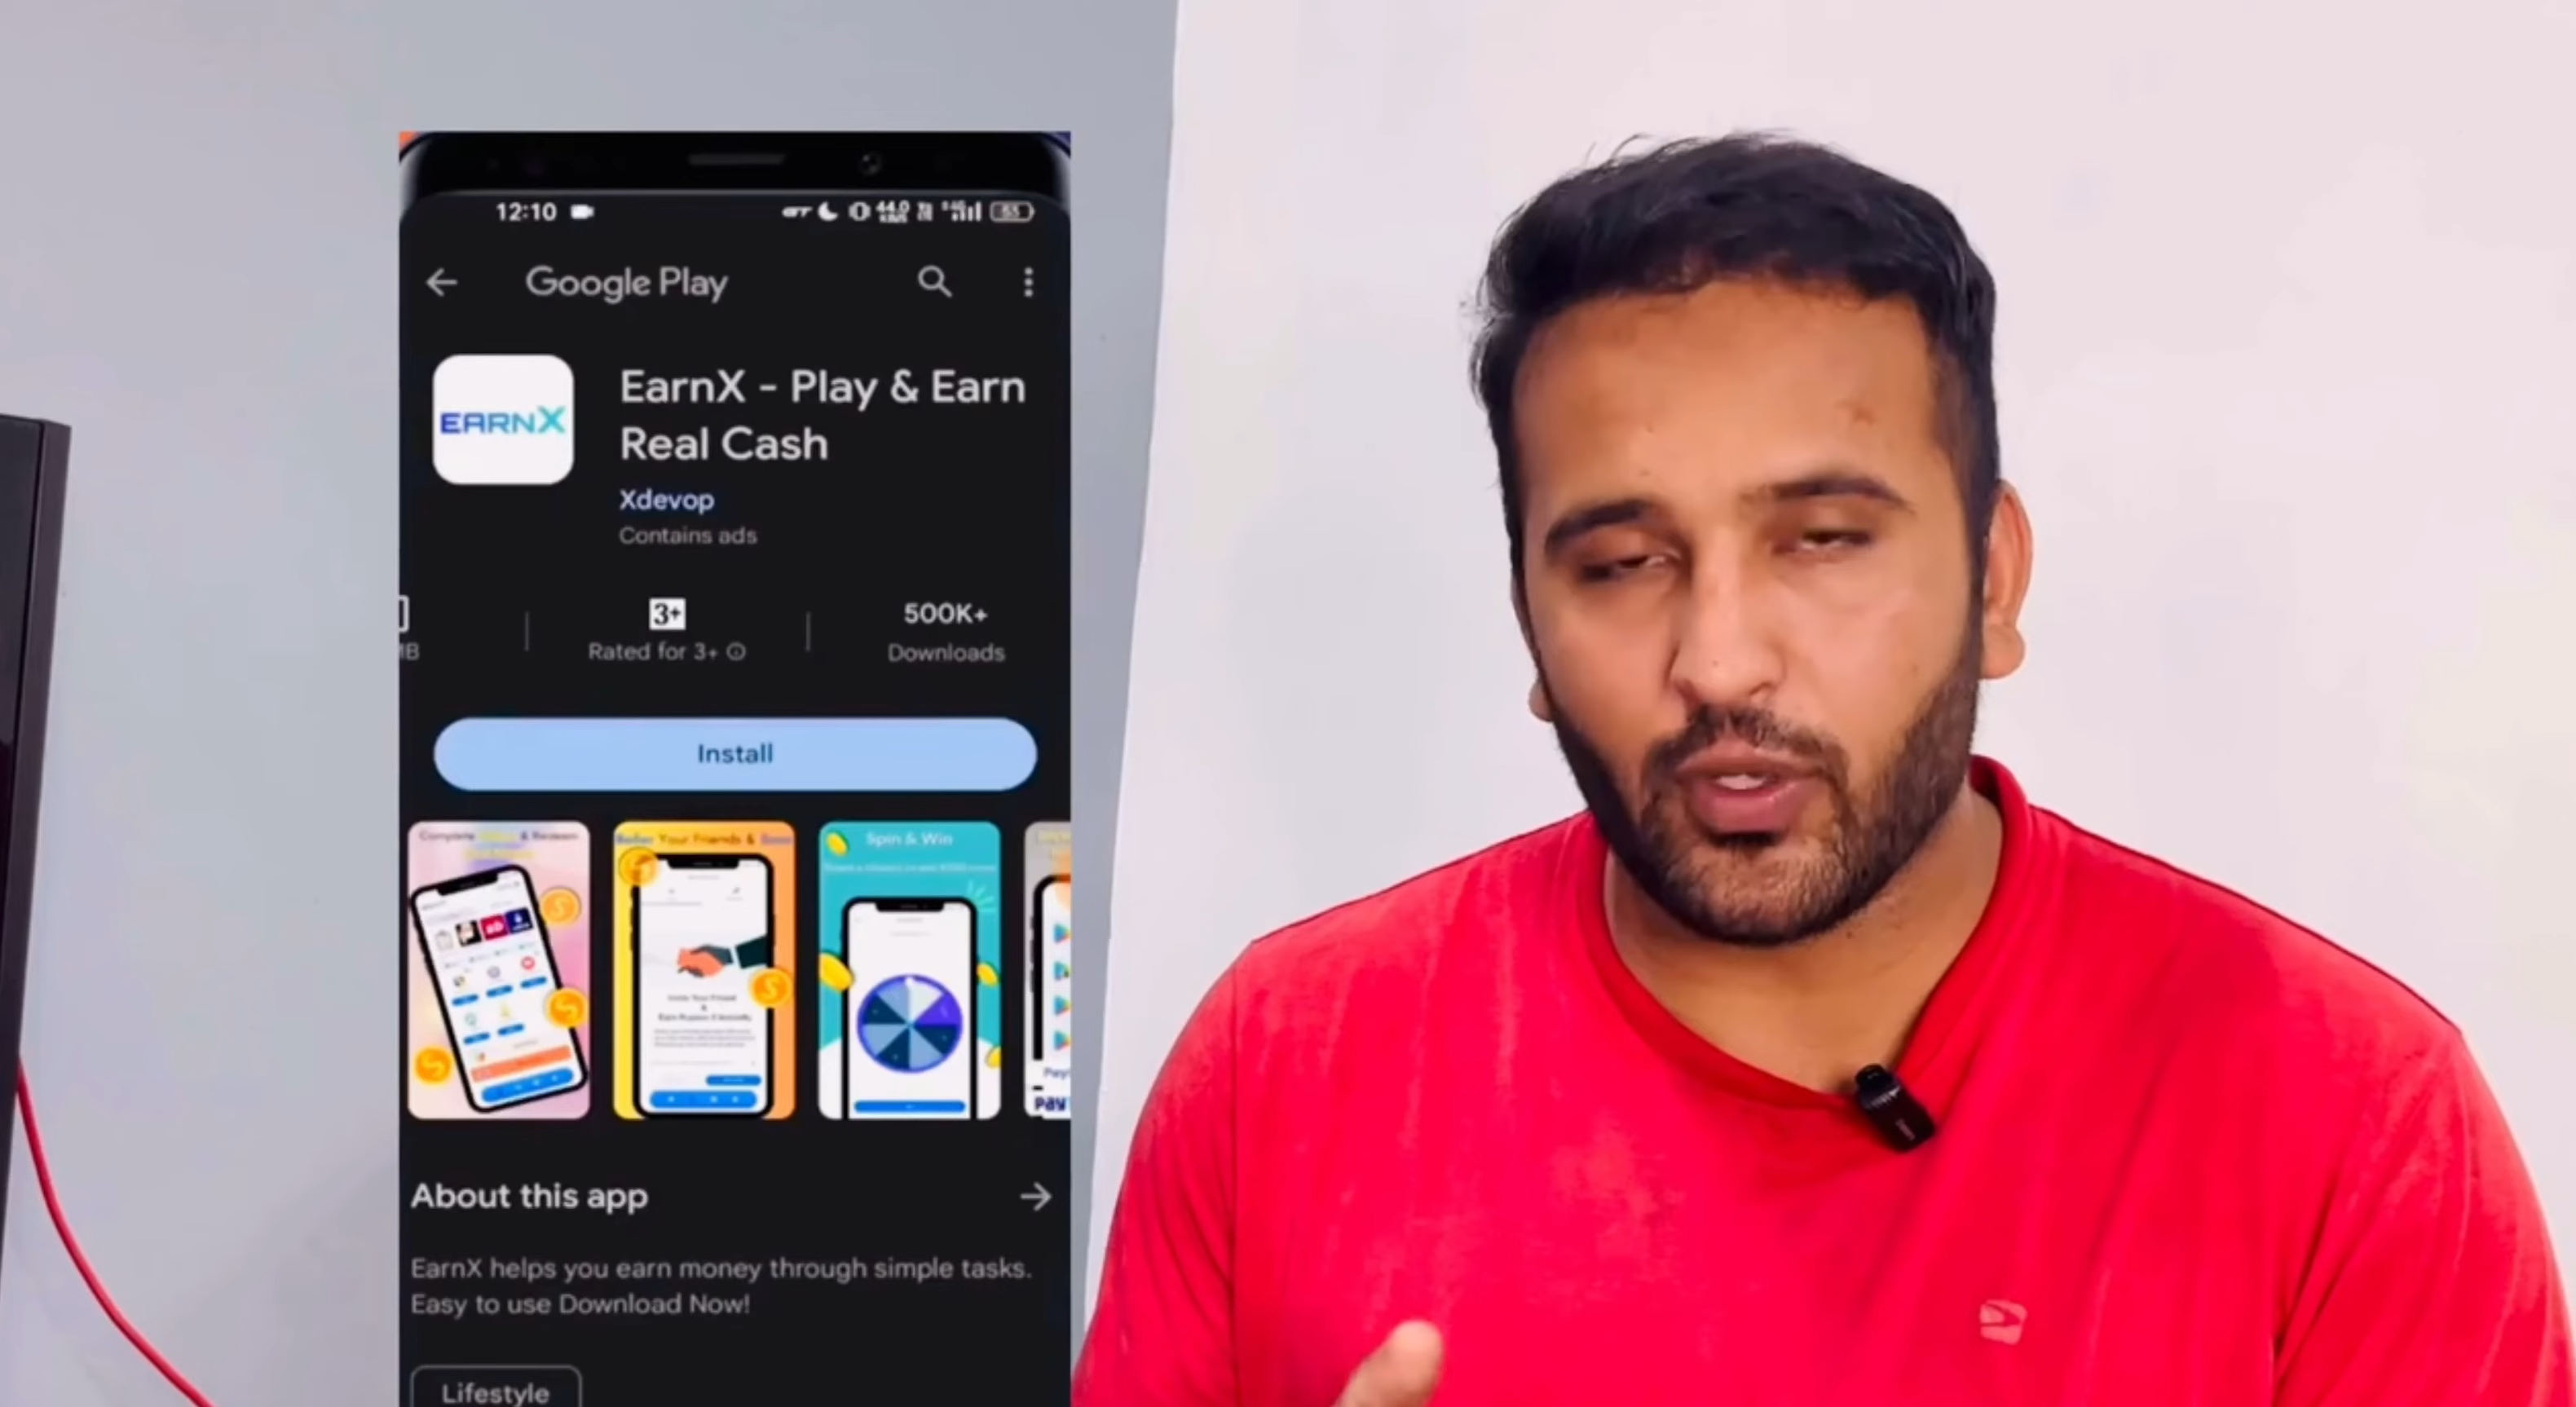 12:10
Google Play
EARNX
EarnX - Play & Earn
Real Cash
Xdevop
Contains ads
3+
500K+
Rated for 3+
Downloads
Install
Your Friends &
Spin & Win
About this app
EarnX helps you earn money through simple tasks.
Easy to use Download Now!
Lifestyle